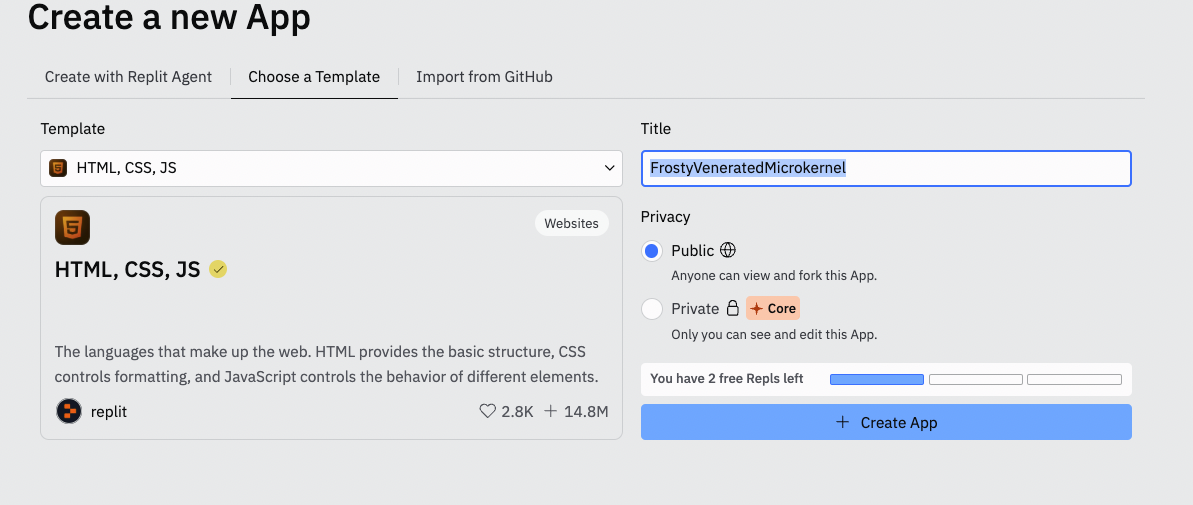 Create a new App
Create with Replit Agent
Choose a Template
Import from GitHub
Template
HTML, CSS, JS
Websites
HTML, CSS, JS
The languages that make up the web. HTML provides the basic structure, CSS
controls formatting, and JavaScript controls the behavior of different elements.
replit
2.8K
14.8M
Title
FrostyVeneratedMicrokernel
Privacy
Public
Anyone can view and fork this App.
Private
Core
Only you can see and edit this App.
You have 2 free Repls left
Create App